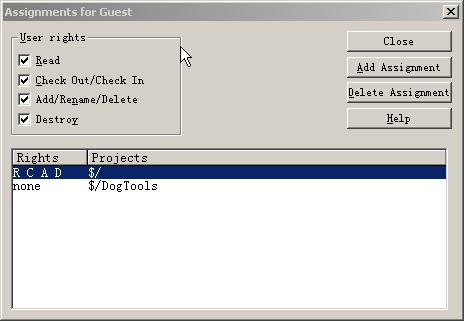 Assignments for Guest
User rights
Read
Check Out/Check In
Add/Rename/Delete
Destroy
Close
Add Assignment
Delete Assignment
Help
Rights Projects
R C A D $/
none $/DogTools